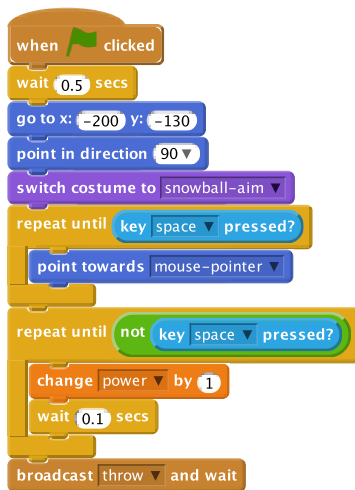 when clicked
wait 0.5 secs
go to x: -200 y: -130
point in direction 90
switch costume to snowball-aim
repeat until key space pressed?
point towards mouse-pointer
repeat until not key space pressed?
change power by 1
wait 0.1 secs
broadcast throw and wait